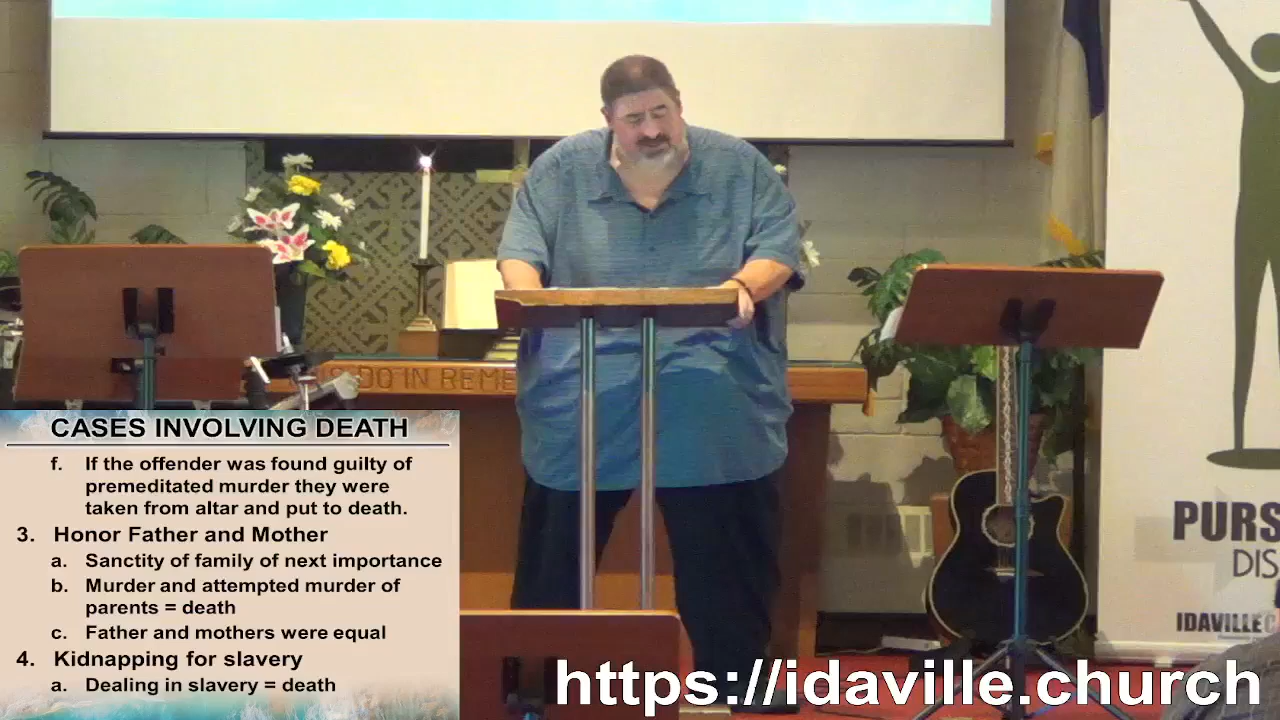 DO IN REME
CASES INVOLVING DEATH
f. If the offender was found guilty of
premeditated murder they were
taken from altar and put to death.
3. Honor Father and Mother
a. Sanctity of family of next importance
b. Murder and attempted murder of
parents = death
c. Father and mothers were equal
4. Kidnapping for slavery
a. Dealing in slavery = death
PURS
DIS
IDAVILLE
https://idaville.church